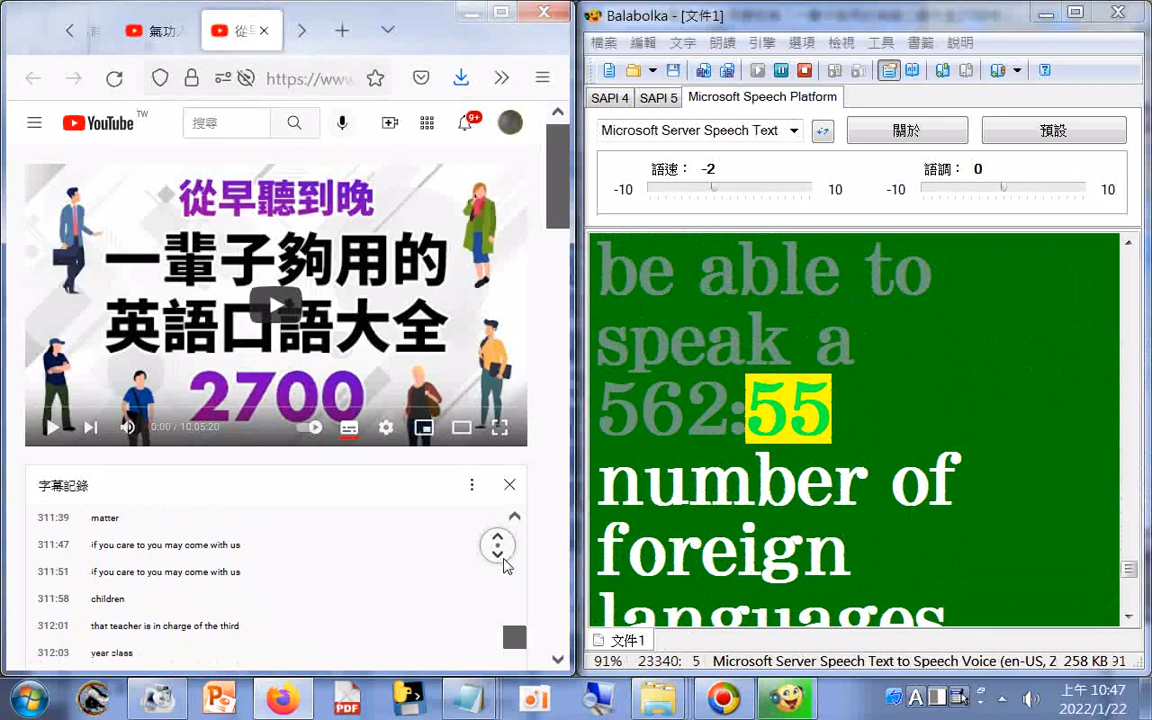 氣功
從
https://www
YouTube TW
搜尋
9+
從早聽到晚
一輩子夠用的
英語口語大全
2700
0:00 / 10:05:20
字幕記錄
311:39 matter
311:47 if you care to you may come with us
311:51 if you care to you may come with us
311:58 children
312:01 that teacher is in charge of the third
312:03 year class
Balabolka - [文件1]
檔案 編輯 文字 朗讀 引擎 選項 檢視 工具 書籤 說明
SAPI 4 SAPI 5 Microsoft Speech Platform
Microsoft Server Speech Text 關於 預設
語速： -2 語調： 0
-10 10 -10 10
be able to
speak a
562:55
number of
foreign
languages
文件1
91% 23340: 5 Microsoft Server Speech Text to Speech Voice (en-US, Z 258 KB 91
PDF
A
上午 10:47
2022/1/22